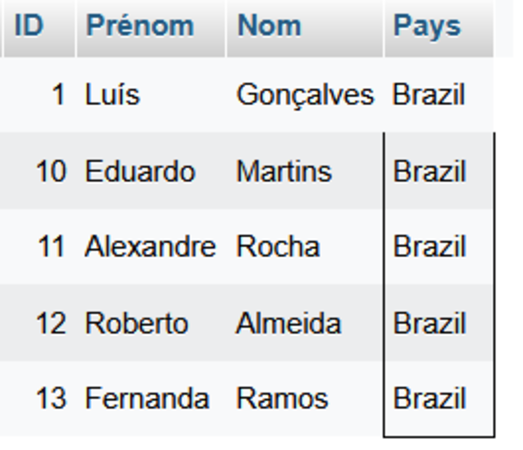 ID Prénom Nom Pays
1 Luís Gonçalves Brazil
10 Eduardo Martins Brazil
11 Alexandre Rocha Brazil
12 Roberto Almeida Brazil
13 Fernanda Ramos Brazil